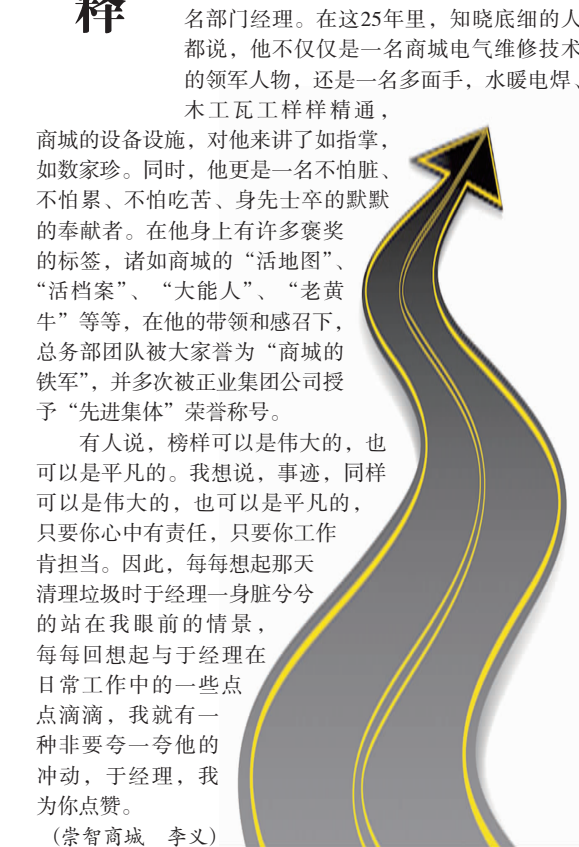 释
名部门经理。在这25年里，知晓底细的人
都说，他不仅仅是一名商城电气维修技术
的领军人物，还是一名多面手，水暖电焊、
木工瓦工样样精通，
商城的设备设施，对他来讲了如指掌，
如数家珍。同时，他更是一名不怕脏、
不怕累、不怕吃苦、身先士卒的默默
的奉献者。在他身上有许多褒奖
的标签，诸如商城的“活地图”、
“活档案”、“大能人”、“老黄
牛”等等，在他的带领和感召下，
总务部团队被大家誉为“商城的
铁军”，并多次被正业集团公司授
予“先进集体”荣誉称号。
有人说，榜样可以是伟大的，也
可以是平凡的。我想说，事迹，同样
可以是伟大的，也可以是平凡的，
只要你心中有责任，只要你工作
肯担当。因此，每每想起那天
清理垃圾时于经理一身脏兮兮
的站在我眼前的情景，
每每回想起与于经理在
日常工作中的一些点
点滴滴，我就有一
种非要夸一夸他的
冲动，于经理，我
为你点赞。
（崇智商城　李义）